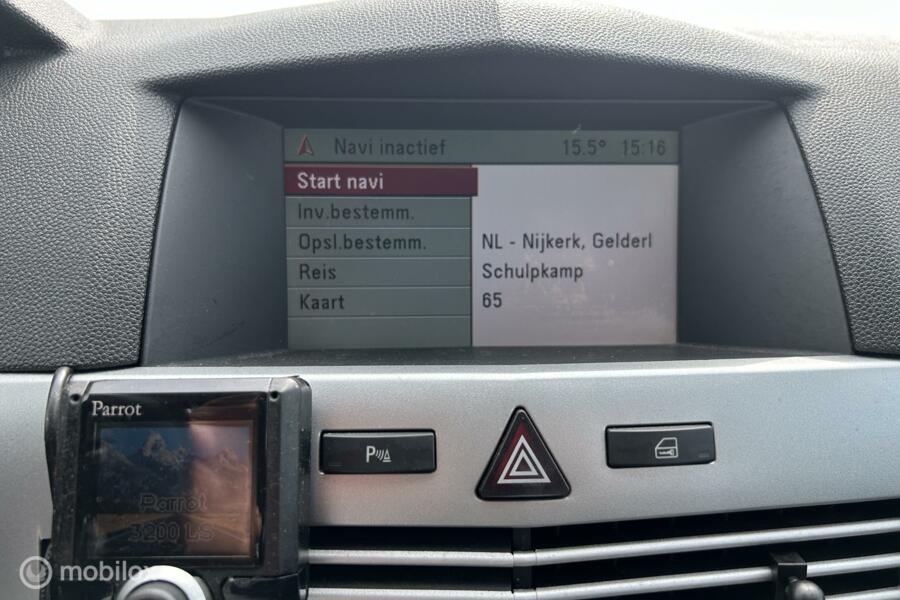 Navi inactief 15.5° 15:16
Start navi
Inv.bestemm.
Opsl.bestemm.
NL - Nijkerk, Gelderl
Reis
Schulpkamp
Kaart
65
Parrot
P
Parrot
3200 LS
mobilox